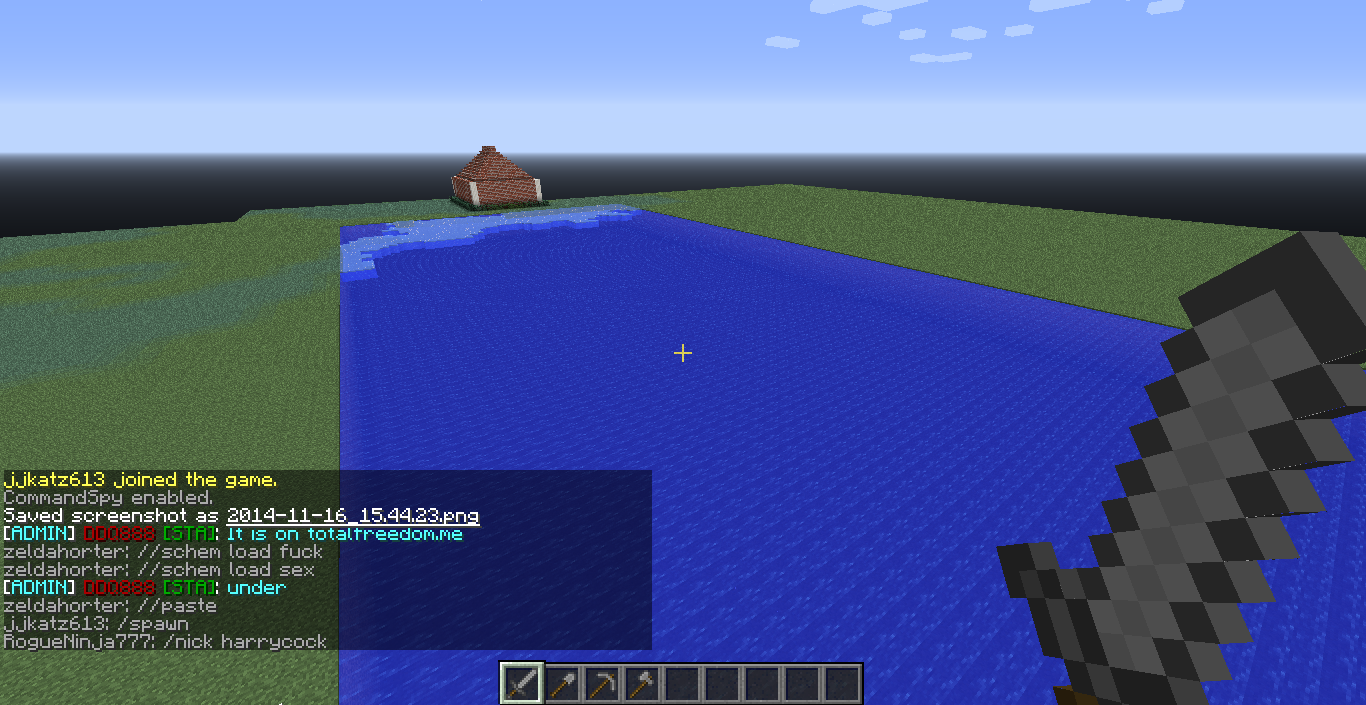 jjkatz613 joined the game.
CommandSpy enabled.
Saved screenshot as 2014-11-16_15.44.23.png
[ADMIN] DDQ888 [STA]: It is on totalfreedom.me
zeldahorter: //schem load fuck
zeldahorter: //schem load sex
[ADMIN] DDQ888 [STA]: under
zeldahorter: //paste
jjkatz613: /spawn
RogueNinja777: /nick harrycock